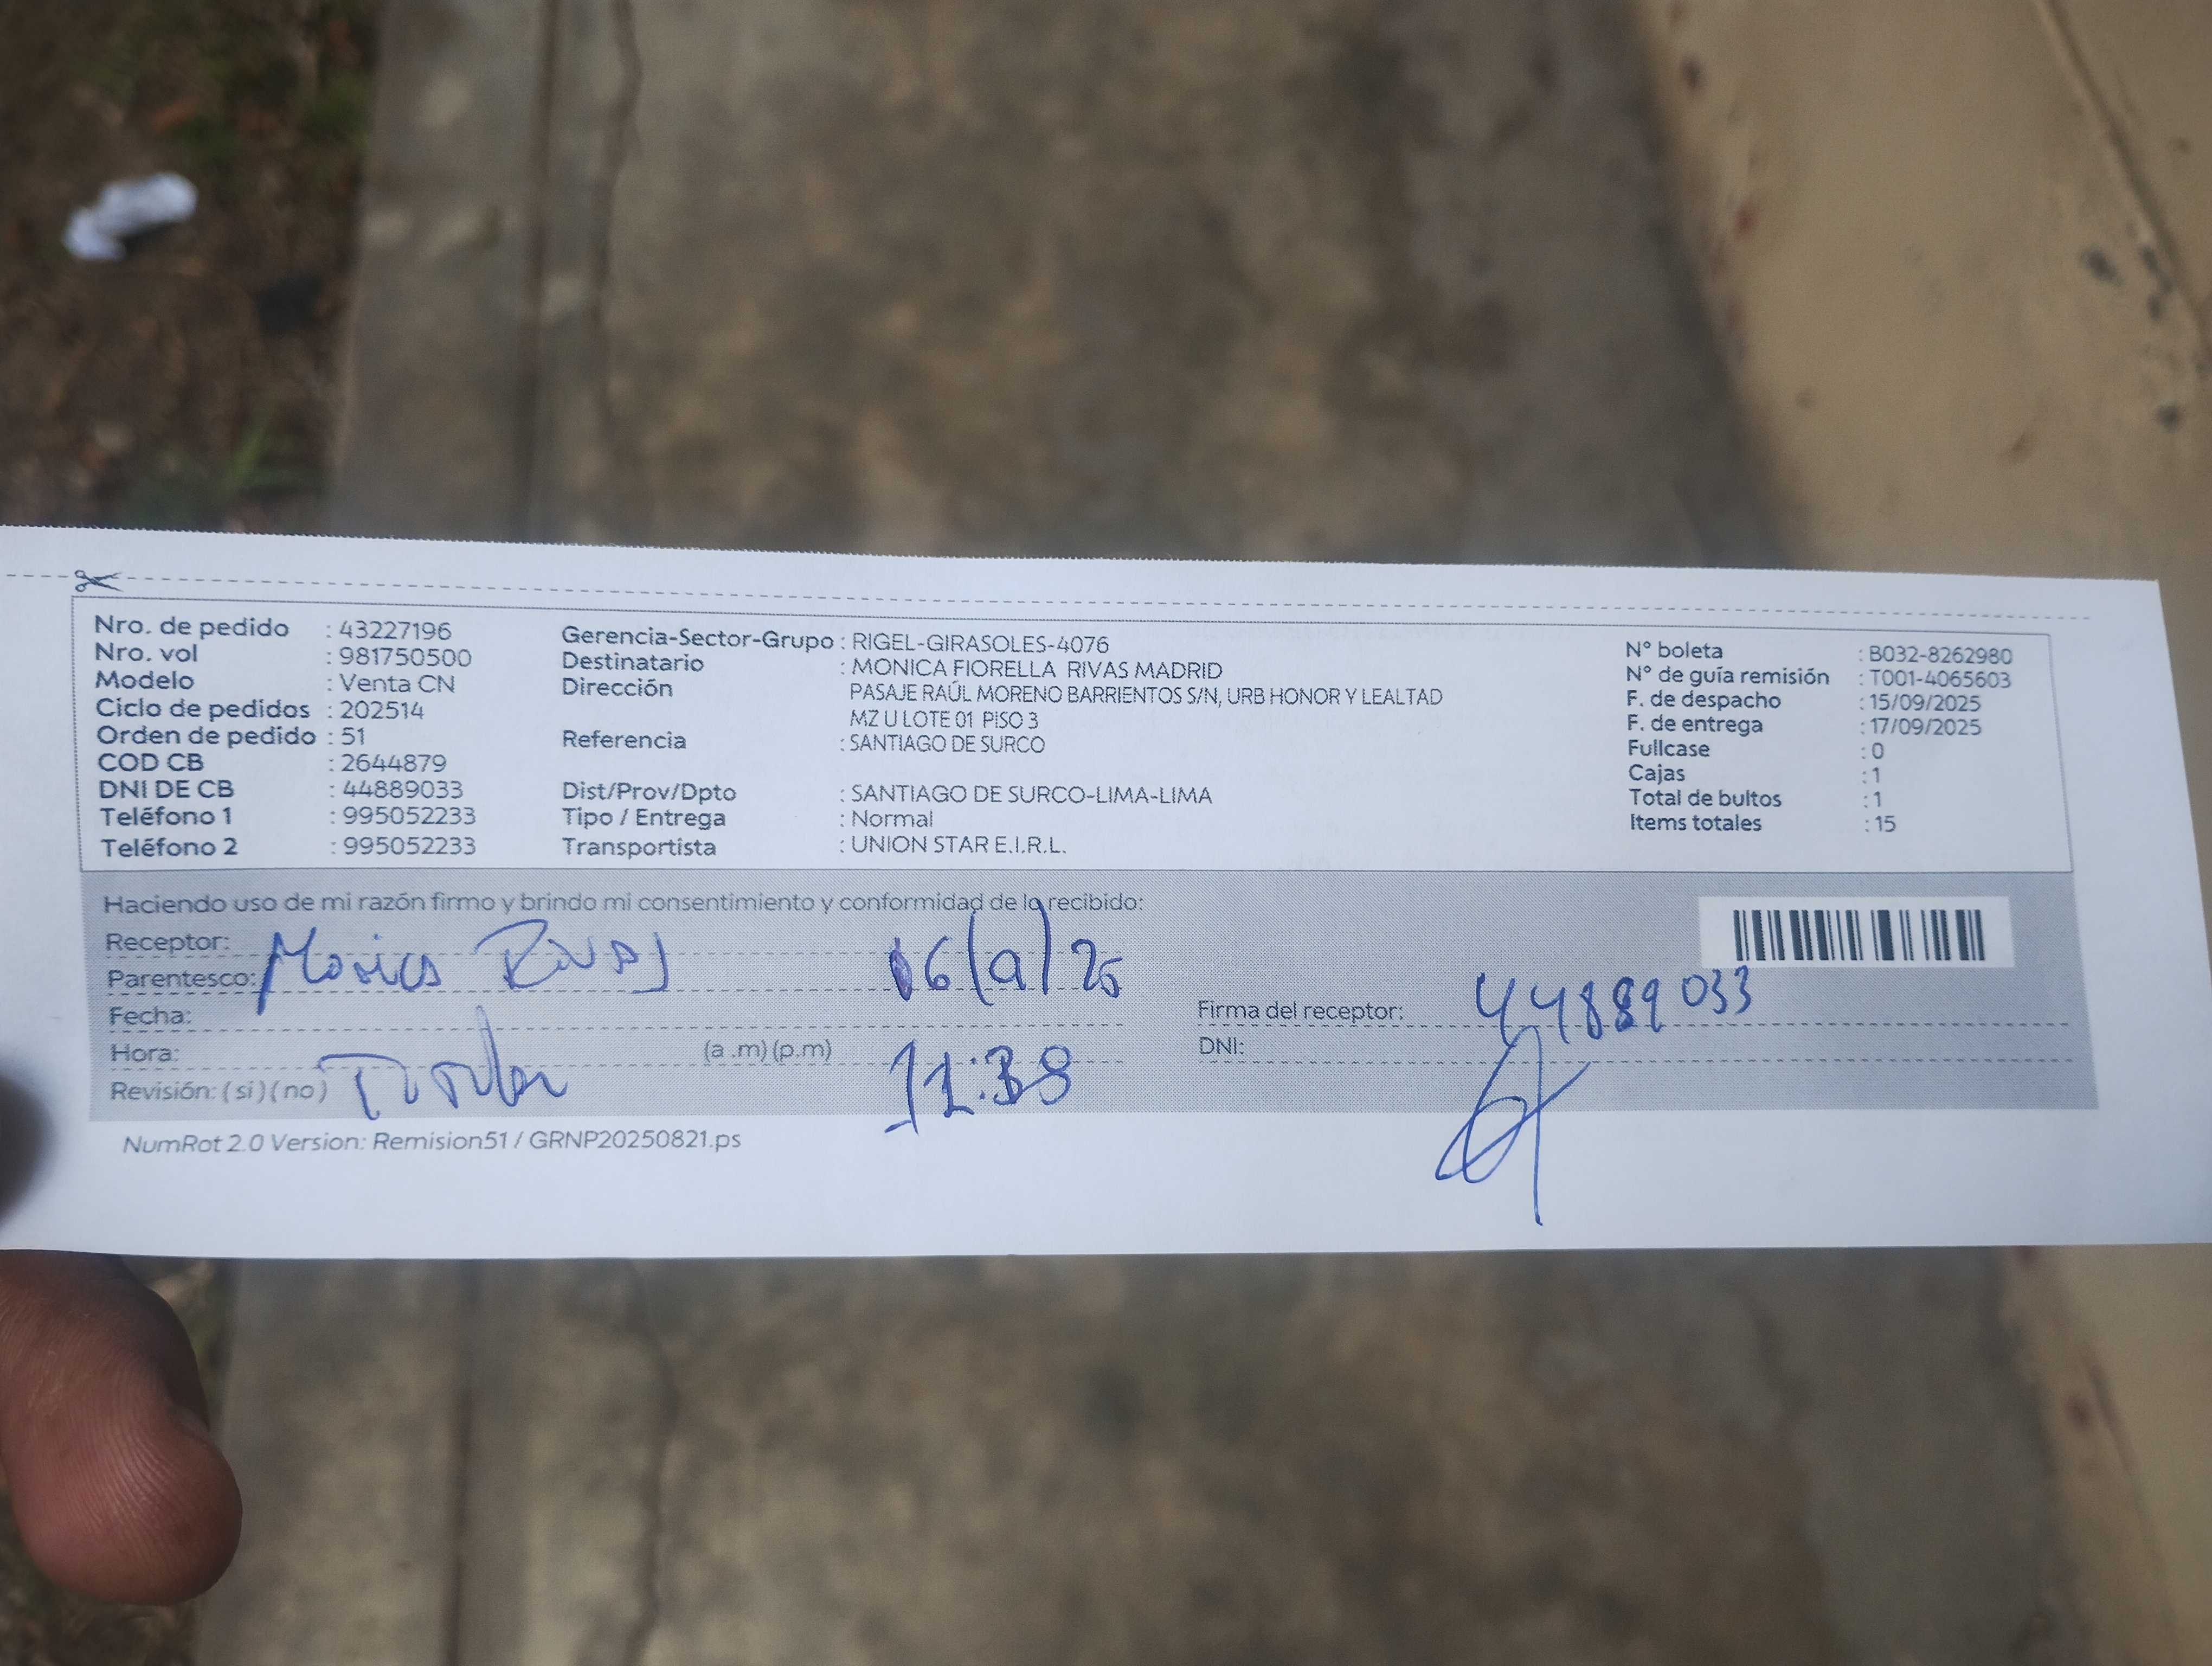 Nro. de pedido : 43227196
Nro. vol : 981750500
Modelo : Venta CN
Ciclo de pedidos : 202514
Orden de pedido : 51
COD CB : 2644879
DNI DE CB : 44889033
Teléfono 1 : 995052233
Teléfono 2 : 995052233
Gerencia-Sector-Grupo : RIGEL-GIRASOLES-4076
Destinatario : MONICA FIORELLA RIVAS MADRID
Dirección PASAJE RAÚL MORENO BARRIENTOS S/N, URB HONOR Y LEALTAD
MZ U LOTE 01 PISO 3
Referencia : SANTIAGO DE SURCO
Dist/Prov/Dpto : SANTIAGO DE SURCO-LIMA-LIMA
Tipo / Entrega : Normal
Transportista : UNION STAR E.I.R.L.
N° boleta : B032-8262980
N° de guía remisión : T001-4065603
F. de despacho : 15/09/2025
F. de entrega : 17/09/2025
Fullcase : 0
Cajas : 1
Total de bultos : 1
Items totales : 15
Haciendo uso de mi razón firmo y brindo mi consentimiento y conformidad de lo recibido:
Receptor: Monica Rivas
Parentesco: 16/9/25
Fecha:
Hora: (a .m) (p.m) 11:38
Revisión: ( si ) ( no ) Titular
Firma del receptor: 44889033
DNI:
NumRot 2.0 Version: Remision51 / GRNP20250821.ps